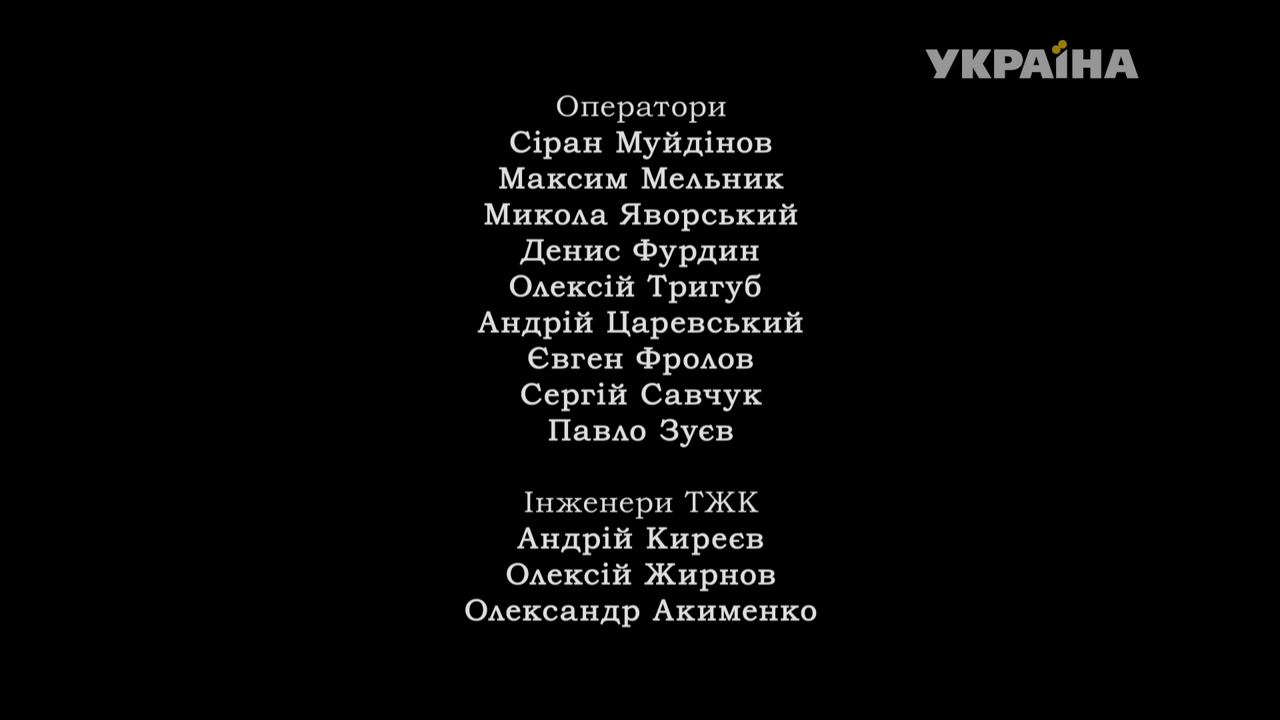 УКРАЇНА
Оператори
Сіран Муйдінов
Максим Мельник
Микола Яворський
Денис Фурдин
Олексій Тригуб
Андрій Царевський
Євген Фролов
Сергій Савчук
Павло Зуєв
Інженери ТЖК
Андрій Киреєв
Олексій Жирнов
Олександр Акименко